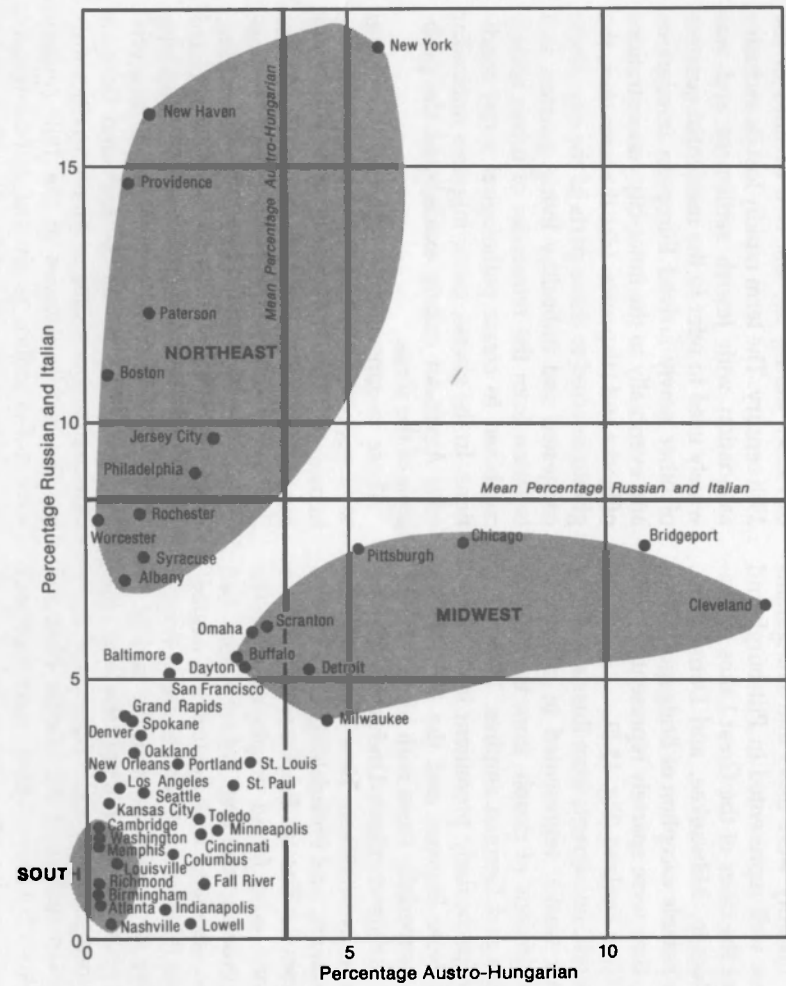 New York
New Haven
Mean Percentage Austro-Hungarian
15
Providence
Paterson
NORTHEAST
Boston
10
Jersey City
Philadelphia
Mean Percentage Russian and Italian
Rochester
Worcester
Syracuse
Albany
Pittsburgh
Chicago
Bridgeport
Cleveland
MIDWEST
Scranton
Omaha
Buffalo
Baltimore
Dayton
Detroit
5
San Francisco
Grand Rapids
Milwaukee
Denver
Spokane
Oakland
New Orleans
Portland
St. Louis
Los Angeles
St. Paul
Seattle
Kansas City
Toledo
Cambridge
Minneapolis
Washington
Cincinnati
Memphis
Columbus
Louisville
SOUTH
Richmond
Fall River
Birmingham
Atlanta
Indianapolis
Nashville
Lowell
0
0
5
10
Percentage Austro-Hungarian
Percentage Russian and Italian